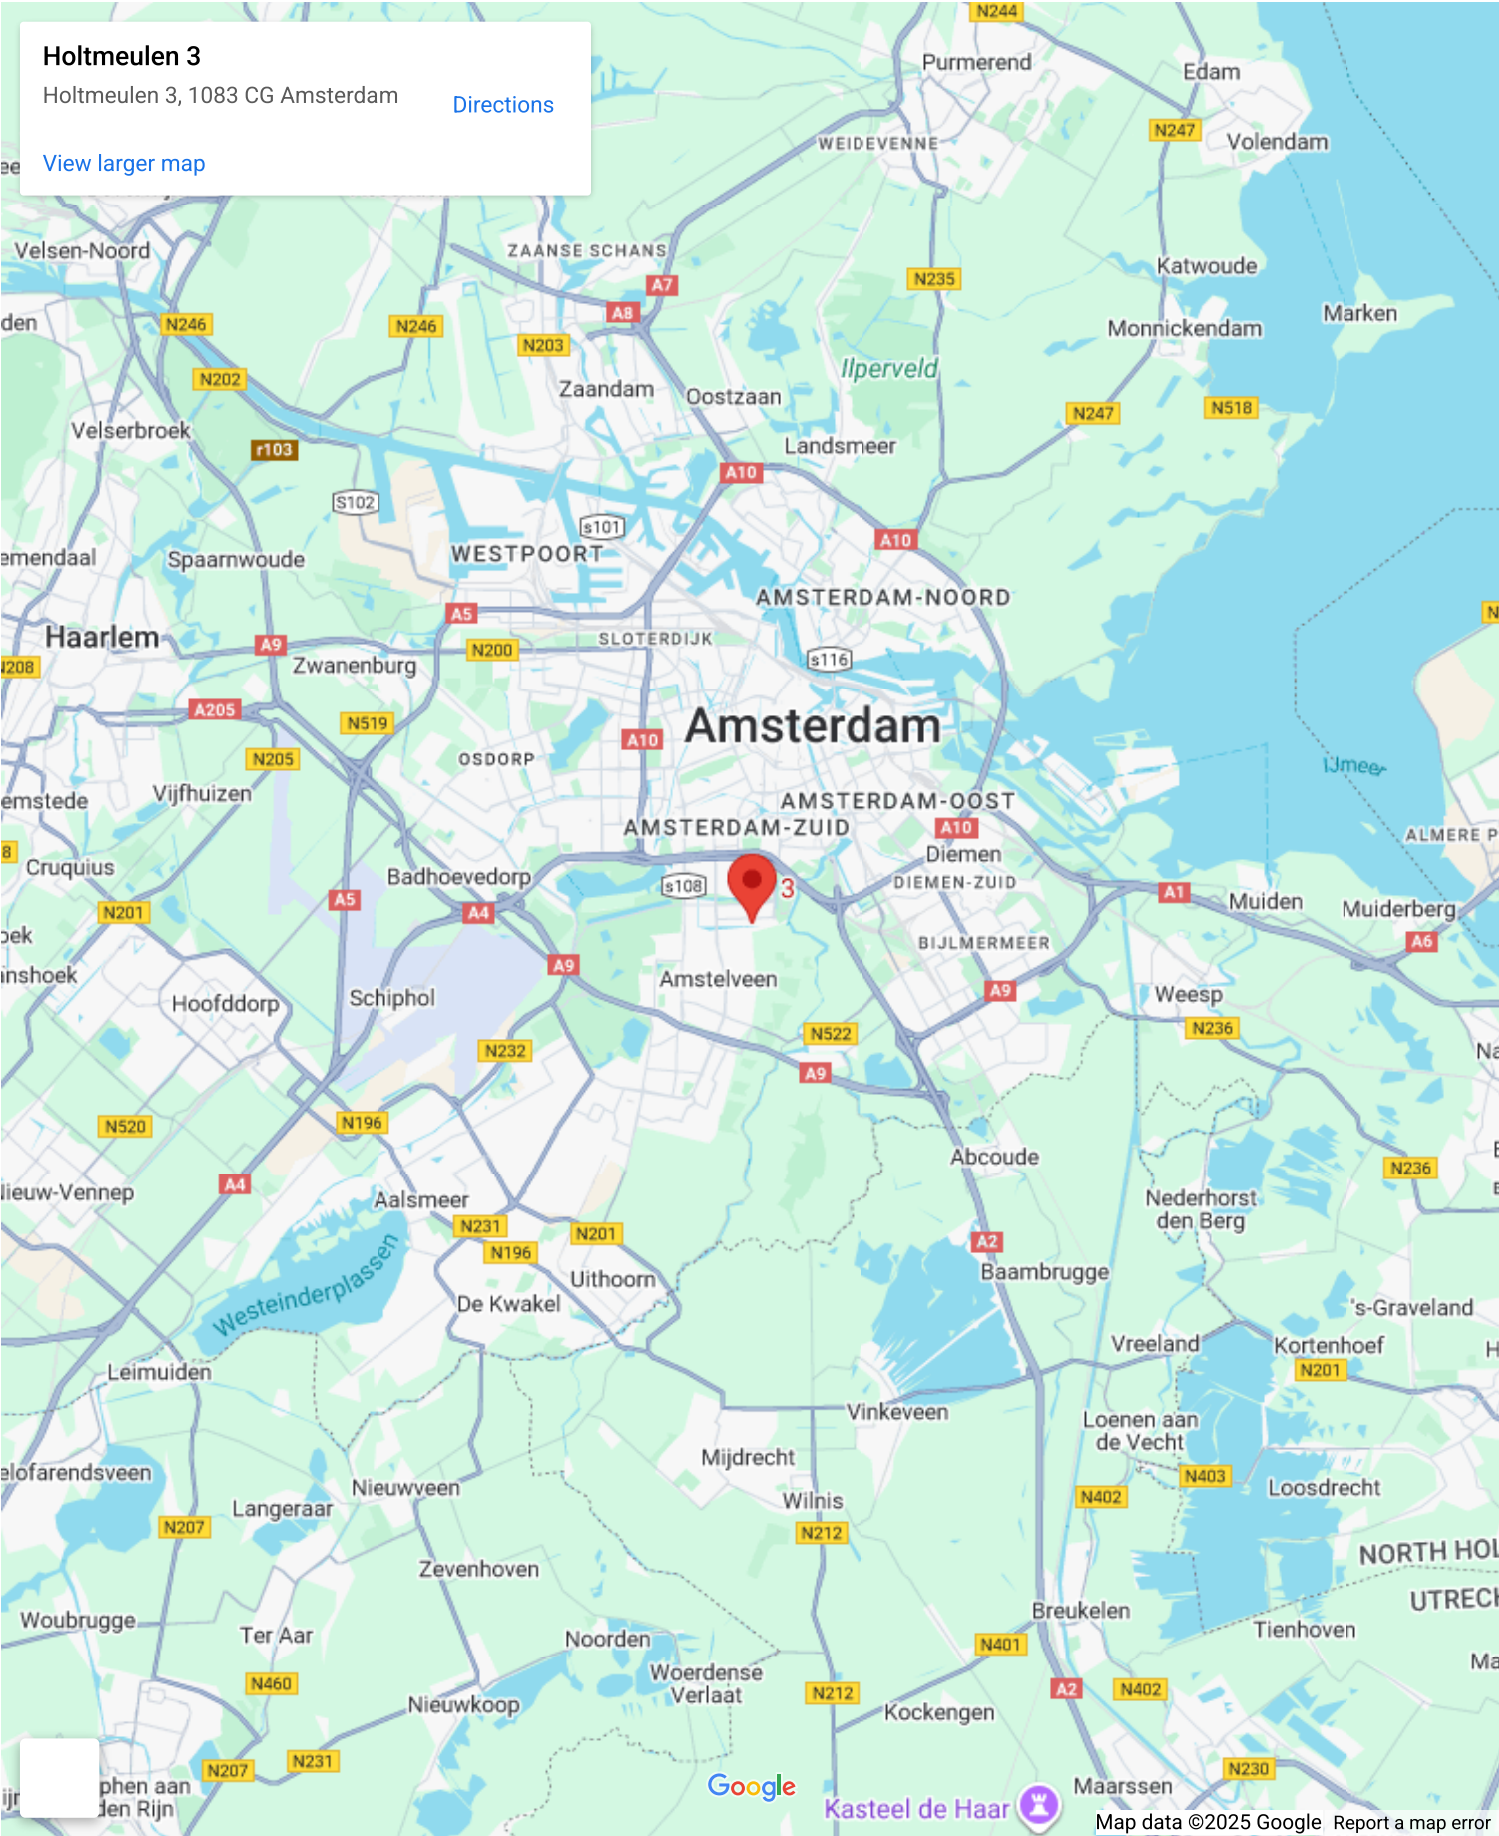 Holtmeulen 3
Holtmeulen 3, 1083 CG Amsterdam
Directions
View larger map
N244
Purmerend
Edam
N247
Volendam
WEIDEVENNE
Velsen-Noord
ZAANSE SCHANS
A7
N235
Katwoude
A8
Marken
N246
N246
N203
Monnickendam
Ilperveld
N202
Zaandam
Oostzaan
N247
N518
Velserbroek
r103
Landsmeer
A10
S102
s101
A10
WESTPOORT
Spaarnwoude
AMSTERDAM-NOORD
A5
Haarlem
A9
SLOTERDIJK
N200
s116
N208
Zwanenburg
A205
N519
Amsterdam
A10
N205
OSDORP
IJmeer
Vijfhuizen
AMSTERDAM-OOST
AMSTERDAM-ZUID
A10
ALMERE P
Diemen
Cruquius
Badhoevedorp
s108
3
DIEMEN-ZUID
A1
A5
Muiden
N201
A4
Muiderberg
BIJLMERMEER
A6
A9
Amstelveen
A9
Hoofddorp
Schiphol
Weesp
N522
N236
N232
A9
N520
N196
Abcoude
N236
A4
Aalsmeer
Nederhorst
den Berg
N231
N201
A2
N196
Baambrugge
Uithoorn
De Kwakel
's-Graveland
Westeinderplassen
Vreeland
Kortenhoef
Leimuiden
N201
Vinkeveen
Loenen aan
de Vecht
Mijdrecht
N403
Loosdrecht
Nieuwveen
N402
Langeraar
Wilnis
N207
N212
NORTH HOL
Zevenhoven
UTRECH
Breukelen
Woubrugge
Tienhoven
Ter Aar
Noorden
N401
Woerdense
Verlaat
N460
A2
N402
N212
Nieuwkoop
Kockengen
N231
N207
N230
phen aan
den Rijn
Google
Maarssen
Kasteel de Haar
Map data ©2025 Google
Report a map error